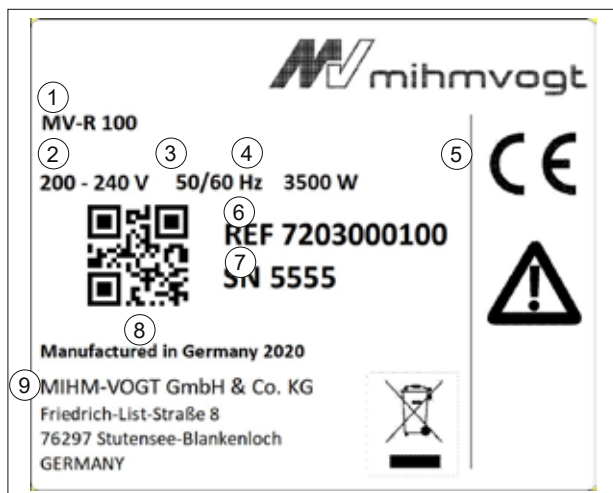 mihmvogt
1
MV-R 100
2 3 4 5
200 - 240 V 50/60 Hz 3500 W
CE
6
REF 7203000100
7
SN 5555
8
Manufactured in Germany 2020
9 MIHM-VOGT GmbH & Co. KG
Friedrich-List-Straße 8
76297 Stutensee-Blankenloch
GERMANY